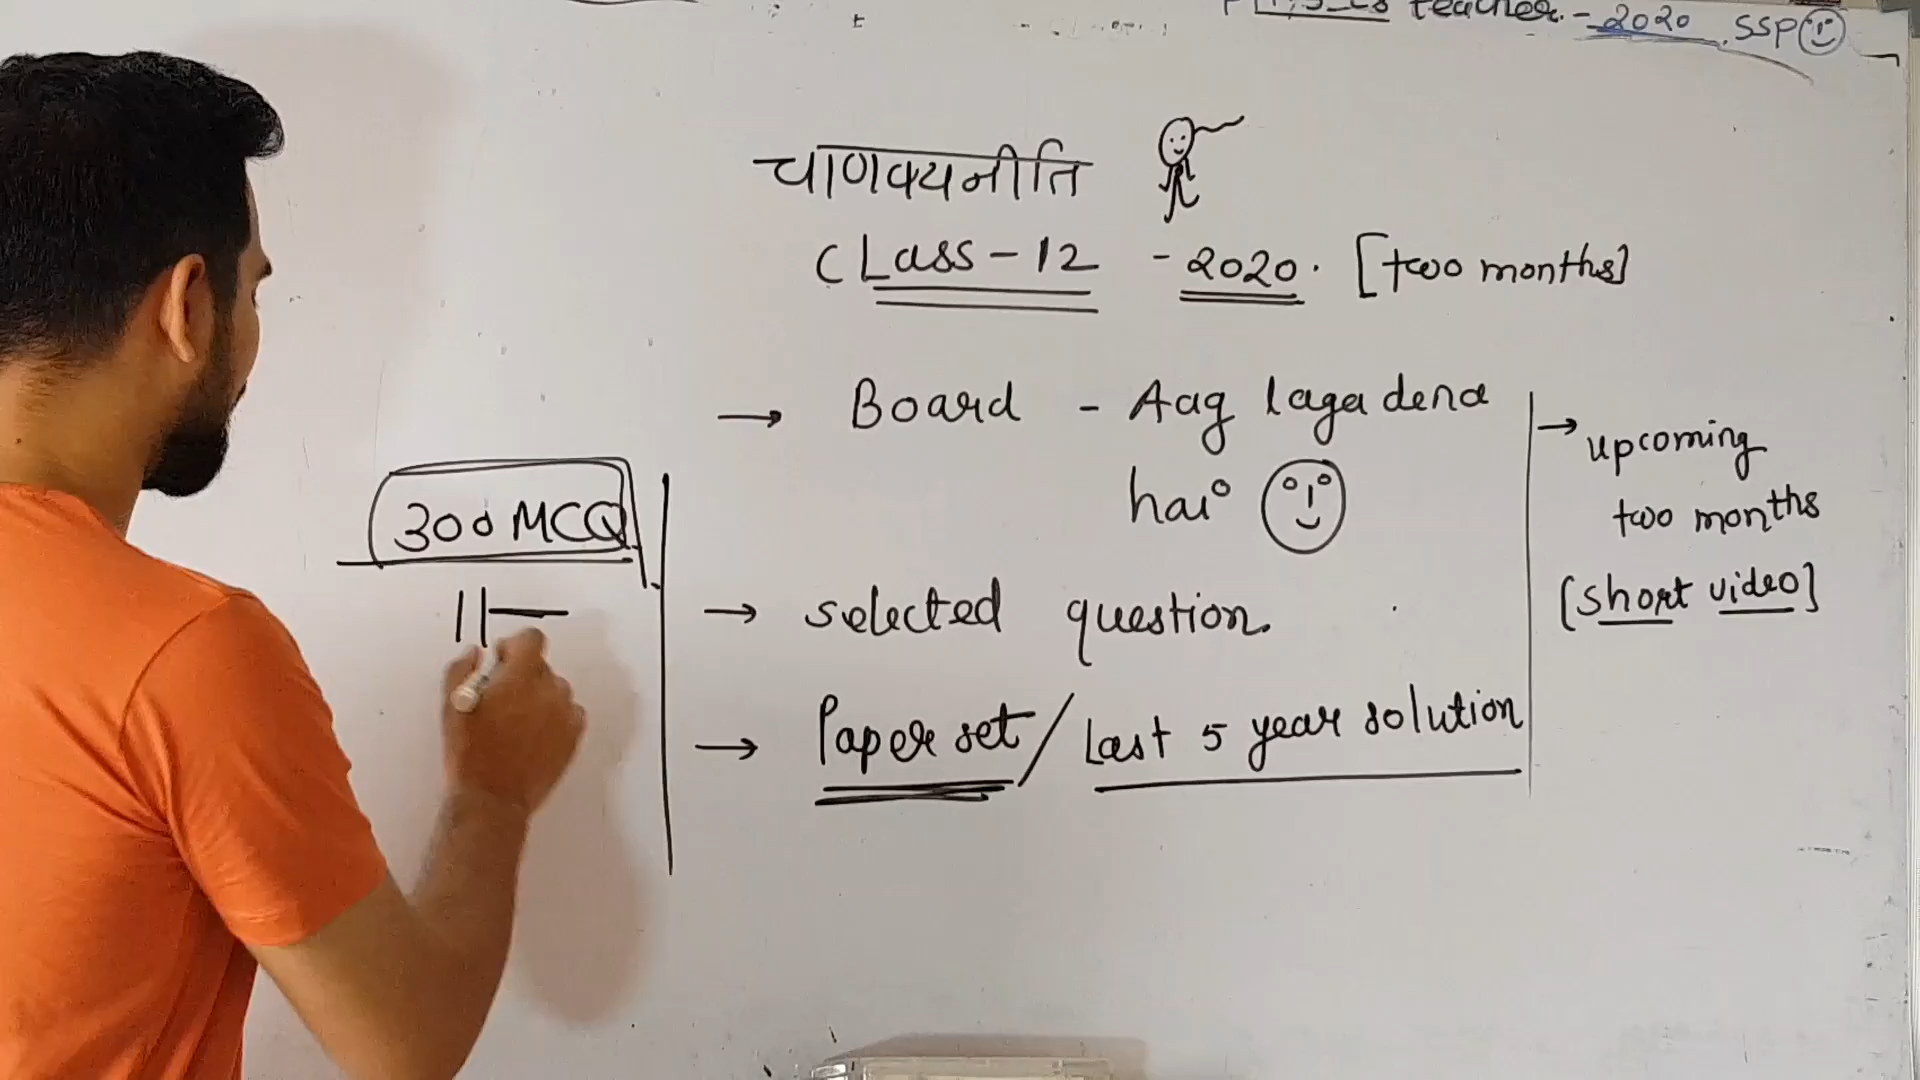 teacher. - 2020 . SSP
चाणक्यनीति
CLASS - 12 - 2020. [two months]
→ Board - Aag laga dena
hai
→ selected question.
→ Paper set / Last 5 year solution
300 MCQ
→ upcoming
two months
[short video]